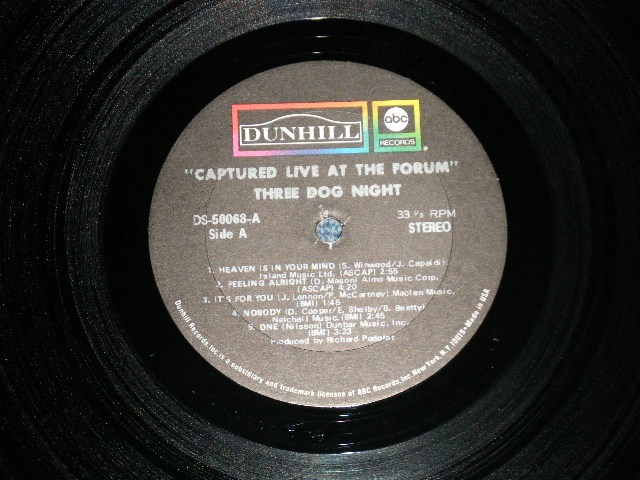 DUNHILL
abc
RECORDS
"CAPTURED LIVE AT THE FORUM"
THREE DOG NIGHT
DS-50068-A
Side A
33 ⅓ RPM
STEREO
1. HEAVEN IS IN YOUR MIND (S. Winwood/J. Capaldi)
Island Music Ltd. (ASCAP) 2:55
2. FEELING ALRIGHT (D. Mason) Almo Music Corp.
(ASCAP) 4:20
3. IT'S FOR YOU (J. Lennon/P. McCartney) Maclen Music,
(BMI) 1:45
4. NOBODY (D. Cooper/E. Shelby/B. Beatty)
Nelchell Music, (BMI) 2:45
5. ONE (Nilsson) Dunbar Music, Inc.
(BMI) 3:23
Produced by Richard Podolor
Dunhill Records, Inc. is a subsidiary and trademark licensee of ABC Records, Inc. New York, N.Y. 10019 • Made in USA